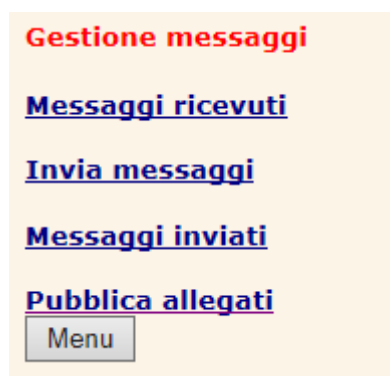 Gestione messaggi
Messaggi ricevuti
Invia messaggi
Messaggi inviati
Pubblica allegati
Menu